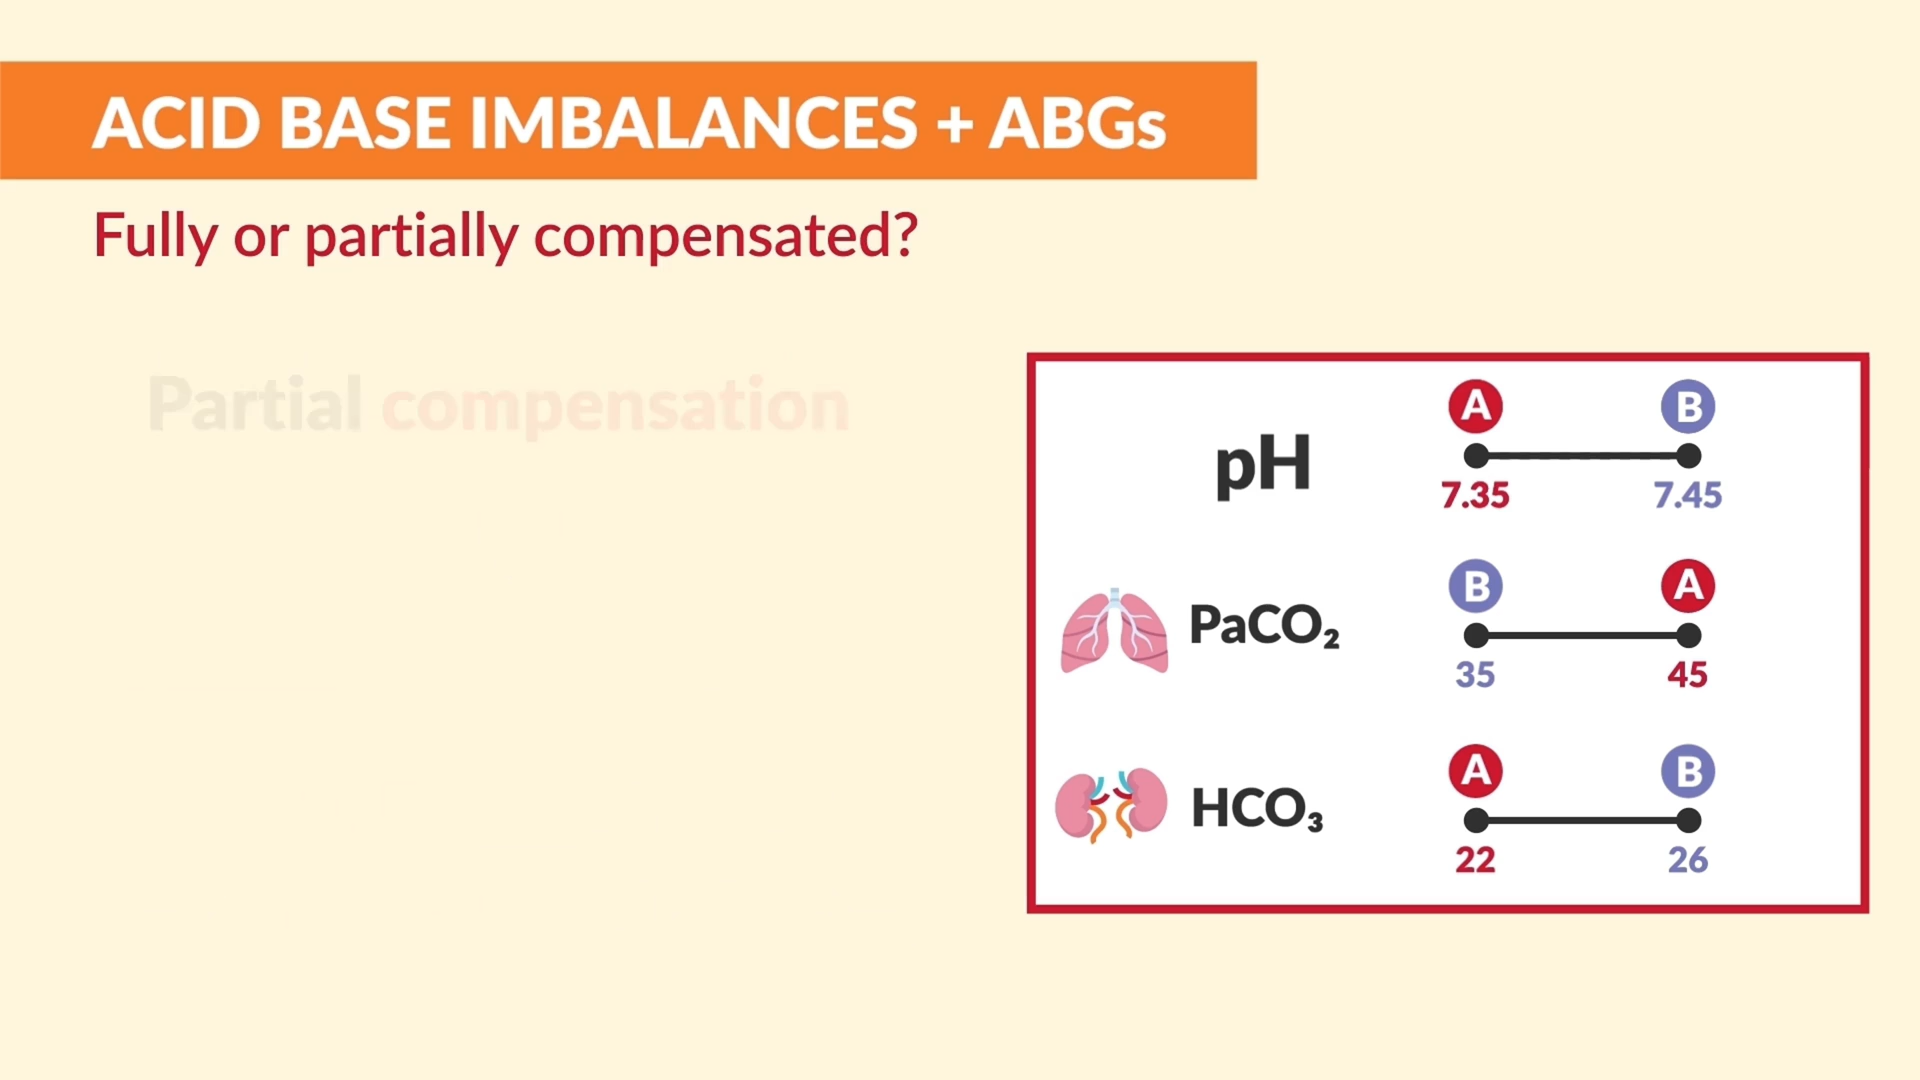 ACID BASE IMBALANCES + ABGs
Fully or partially compensated?
Partial compensation
A B
pH
7.35 7.45
B A
PaCO₂
35 45
A B
HCO₃
22 26